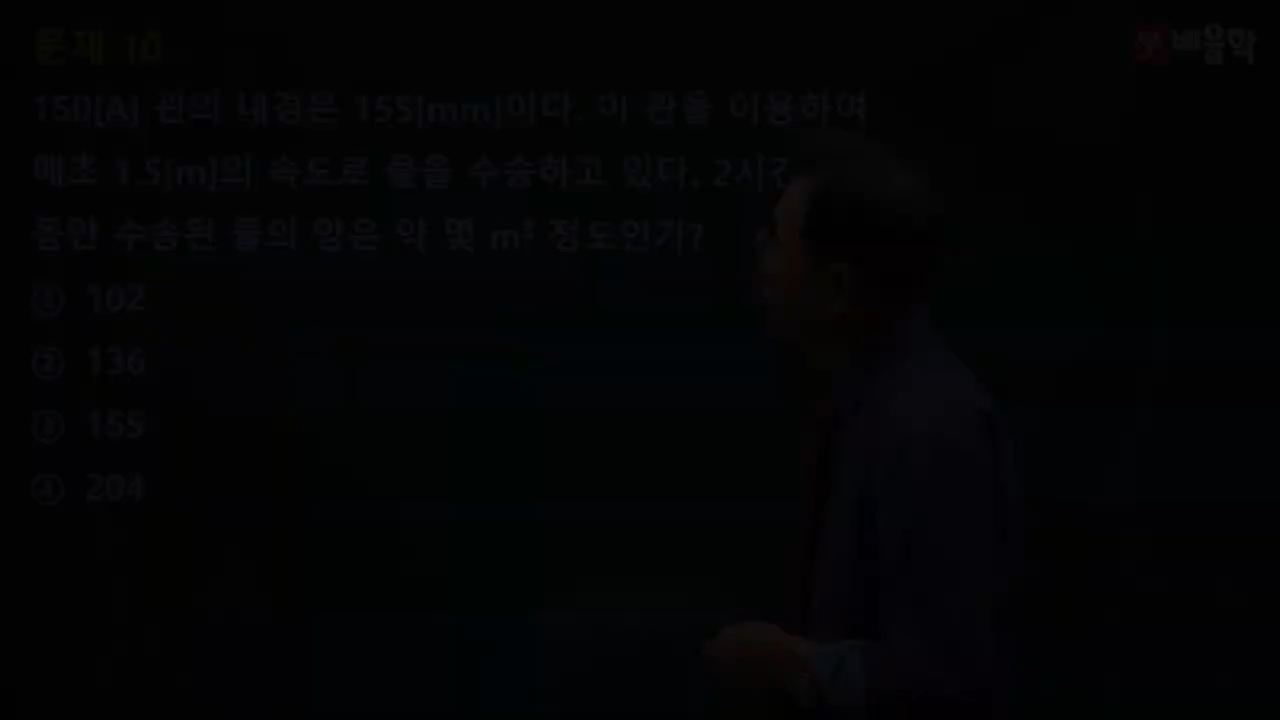 문제 10
배울학
150[A] 관의 내경은 155[mm]이다. 이 관을 이용하여
매초 1.5[m]의 속도로 물을 수송하고 있다. 2시간
동안 수송된 물의 양은 약 몇 m³ 정도인가?
① 102
② 136
③ 155
④ 204